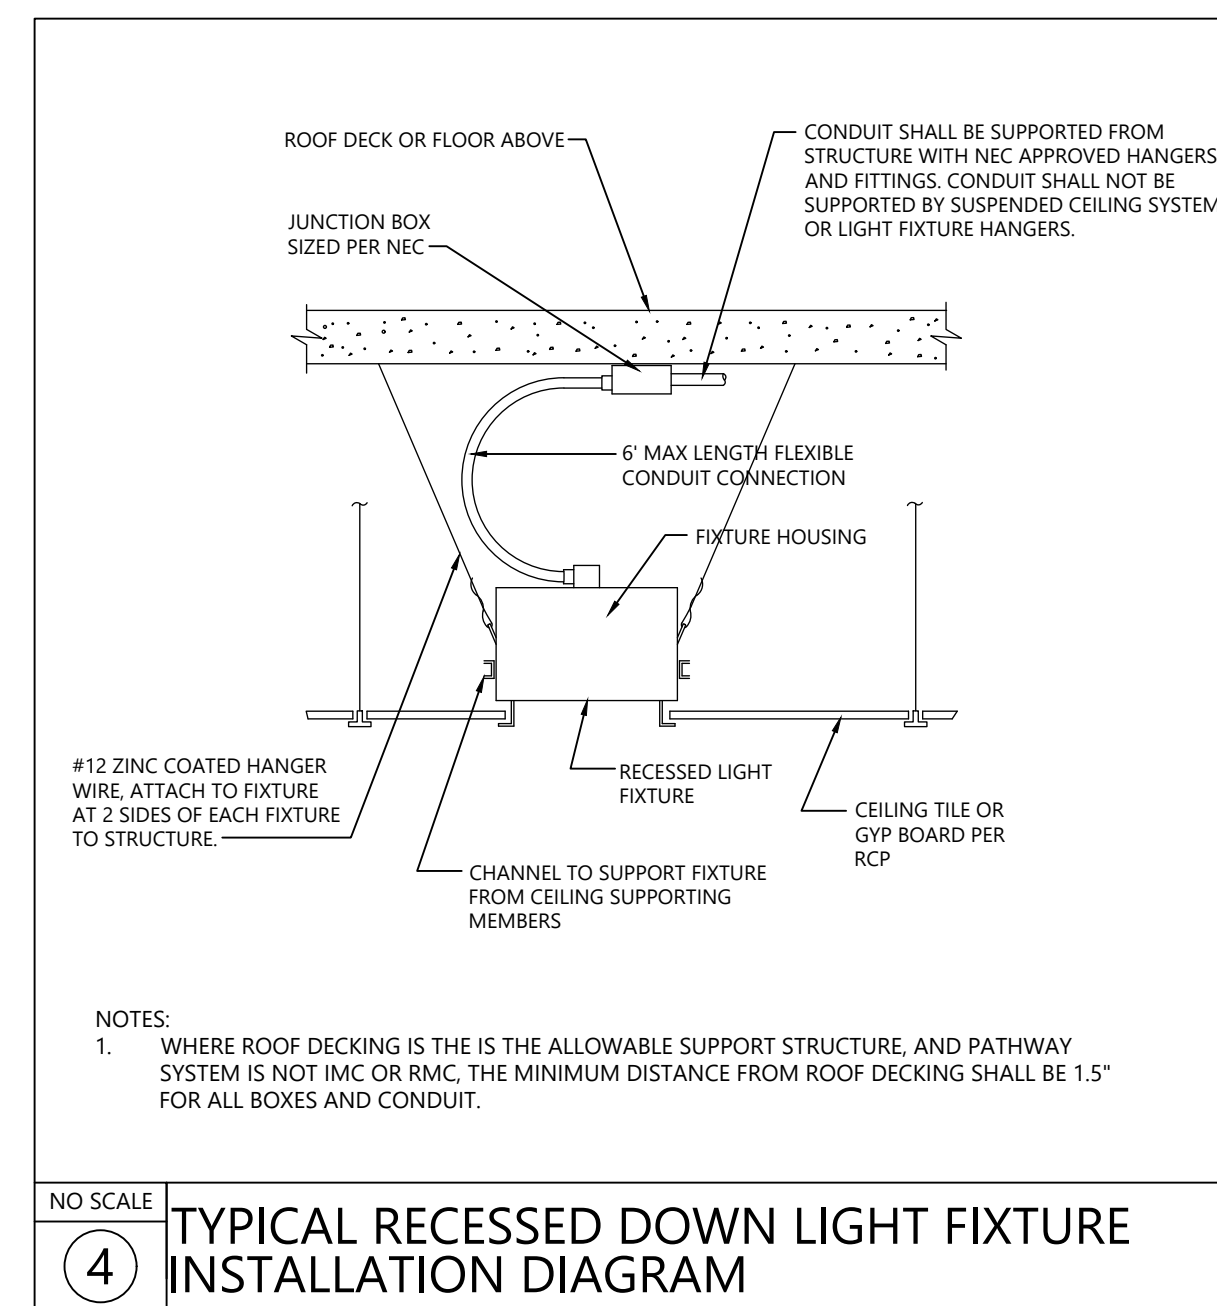 ROOF DECK OR FLOOR ABOVE
CONDUIT SHALL BE SUPPORTED FROM
STRUCTURE WITH NEC APPROVED HANGERS
AND FITTINGS. CONDUIT SHALL NOT BE
SUPPORTED BY SUSPENDED CEILING SYSTEM
OR LIGHT FIXTURE HANGERS.
JUNCTION BOX
SIZED PER NEC
6' MAX LENGTH FLEXIBLE
CONDUIT CONNECTION
FIXTURE HOUSING
#12 ZINC COATED HANGER
WIRE, ATTACH TO FIXTURE
AT 2 SIDES OF EACH FIXTURE
TO STRUCTURE.
RECESSED LIGHT
FIXTURE
CEILING TILE OR
GYP BOARD PER
RCP
CHANNEL TO SUPPORT FIXTURE
FROM CEILING SUPPORTING
MEMBERS
NOTES:
1. WHERE ROOF DECKING IS THE IS THE ALLOWABLE SUPPORT STRUCTURE, AND PATHWAY
SYSTEM IS NOT IMC OR RMC, THE MINIMUM DISTANCE FROM ROOF DECKING SHALL BE 1.5"
FOR ALL BOXES AND CONDUIT.
NO SCALE
4
TYPICAL RECESSED DOWN LIGHT FIXTURE
INSTALLATION DIAGRAM